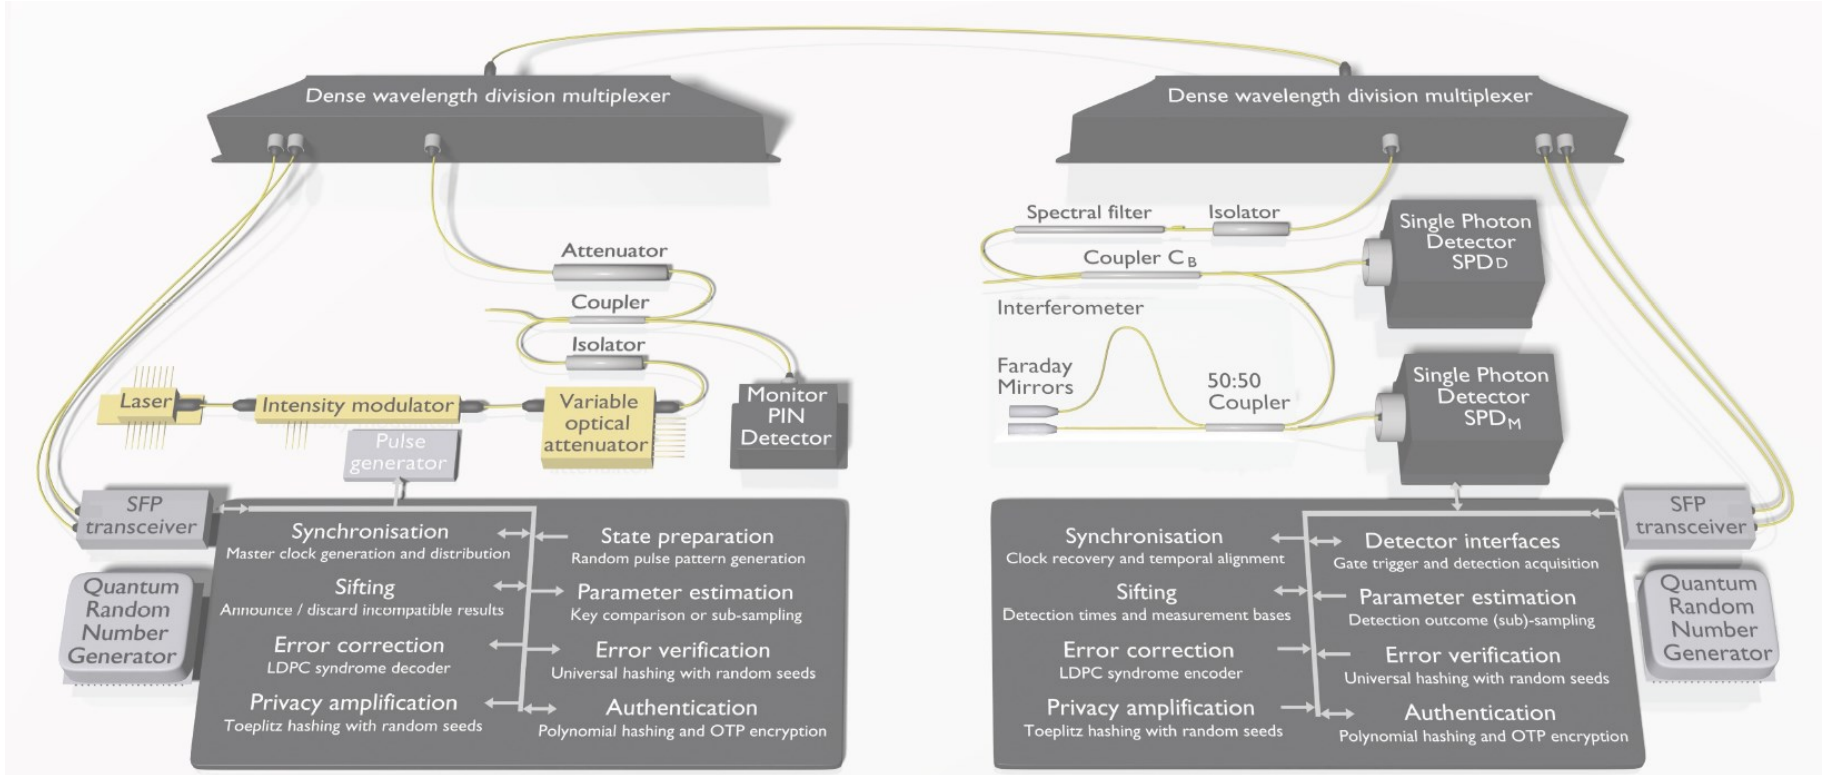 Dense wavelength division multiplexer
Attenuator
Coupler
Isolator
Laser
Intensity modulator
Variable
optical
attenuator
Monitor
PIN
Detector
Pulse
generator
SFP
transceiver
Quantum
Random
Number
Generator
Synchronisation
Master clock generation and distribution
Sifting
Announce / discard incompatible results
Error correction
LDPC syndrome decoder
Privacy amplification
Toeplitz hashing with random seeds
State preparation
Random pulse pattern generation
Parameter estimation
Key comparison or sub-sampling
Error verification
Universal hashing with random seeds
Authentication
Polynomial hashing and OTP encryption
Dense wavelength division multiplexer
Spectral filter
Isolator
Coupler C B
Single Photon
Detector
SPD D
Interferometer
Faraday
Mirrors
50:50
Coupler
Single Photon
Detector
SPD M
Synchronisation
Clock recovery and temporal alignment
Sifting
Detection times and measurement bases
Error correction
LDPC syndrome encoder
Privacy amplification
Toeplitz hashing with random seeds
Detector interfaces
Gate trigger and detection acquisition
Parameter estimation
Detection outcome (sub)-sampling
Error verification
Universal hashing with random seeds
Authentication
Polynomial hashing and OTP encryption
SFP
transceiver
Quantum
Random
Number
Generator